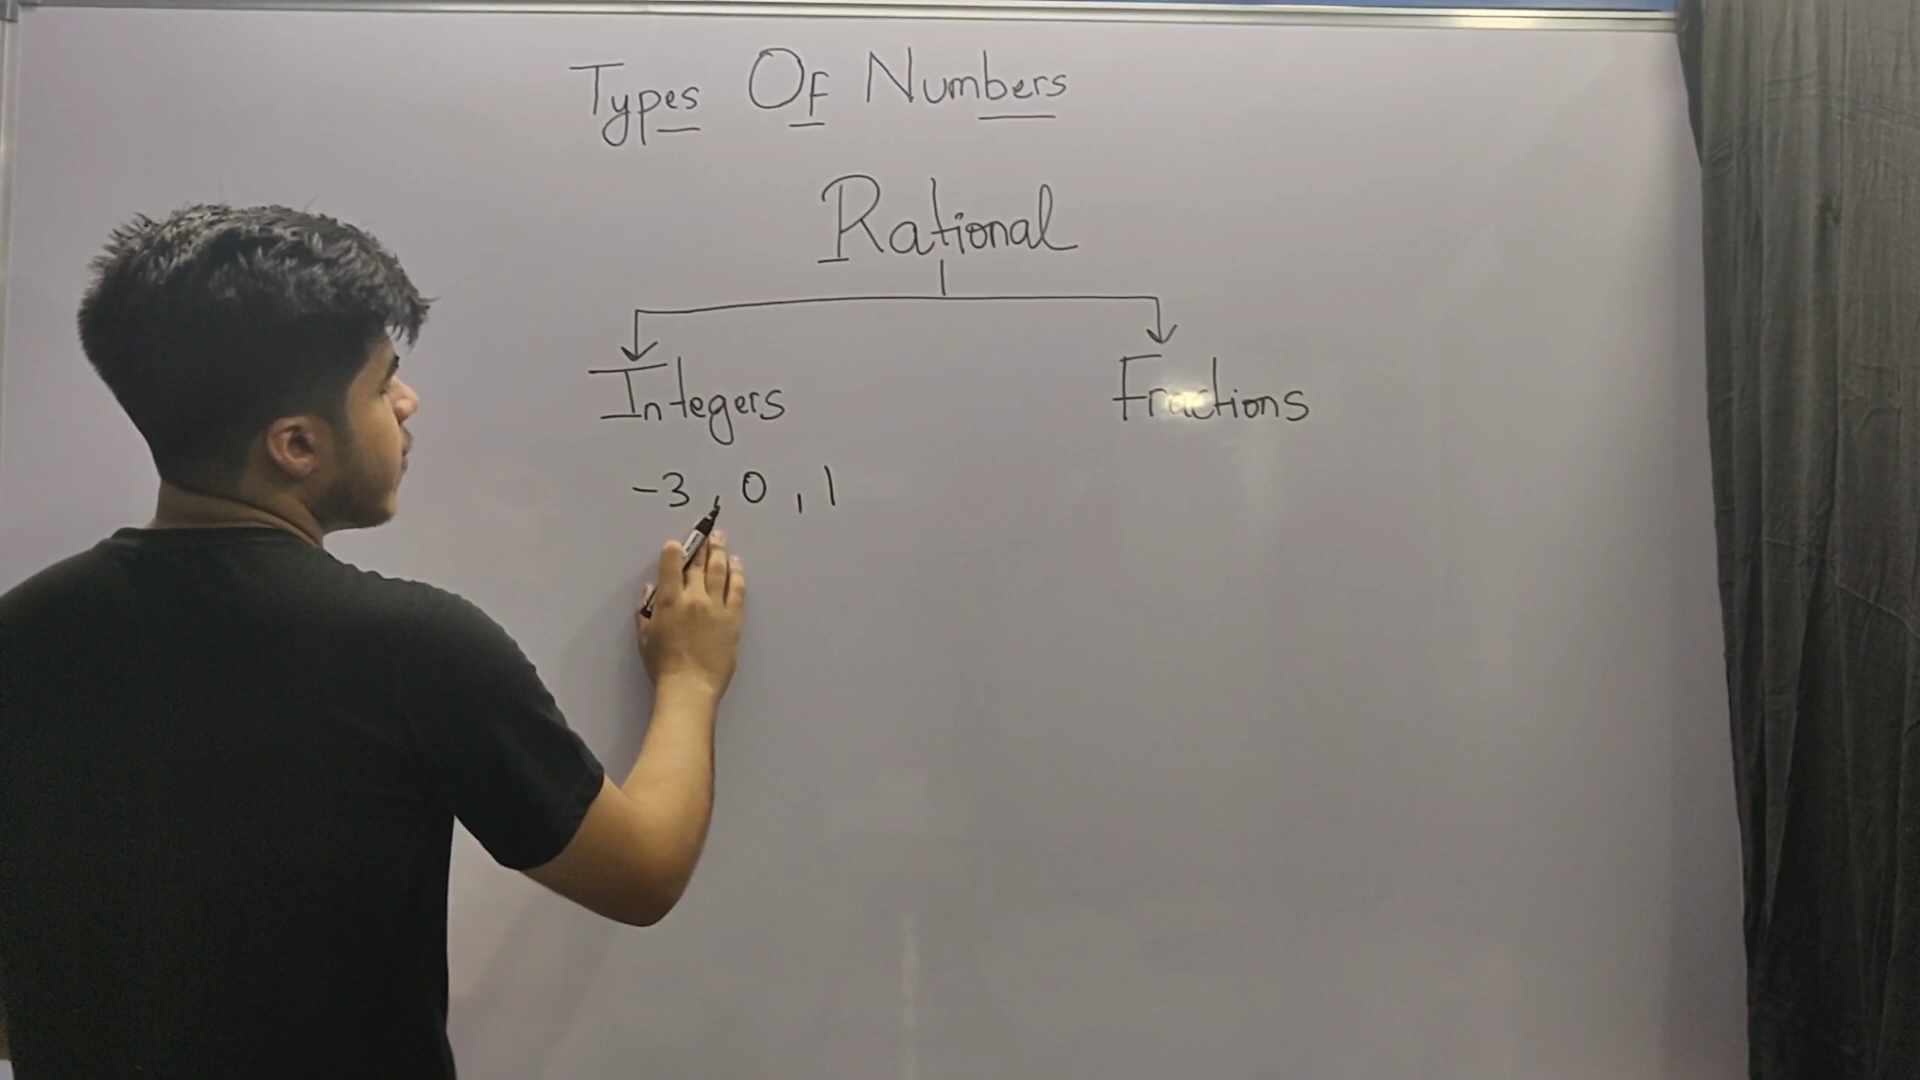 Types Of Numbers
Rational
Integers Fractions
-3, 0, 1